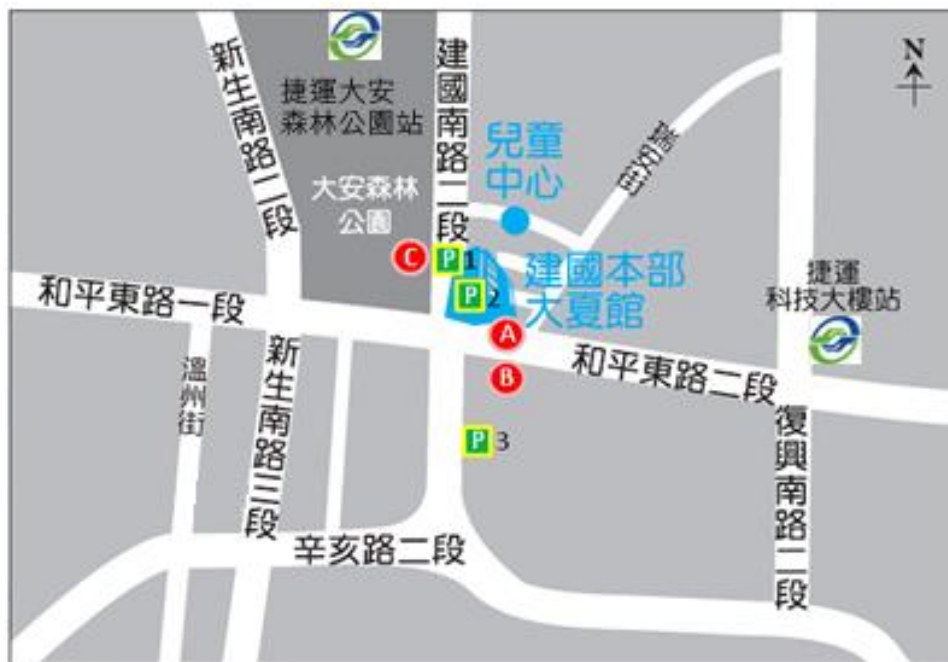 新生南路二段
捷運大安
森林公園站
建國南路二段
N
兒童
中心
瑞安街
大安森林
公園
C
P 1
P 2
建國本部
大夏館
捷運
科技大樓站
和平東路一段
A
B
和平東路二段
溫州街
新生南路三段
P 3
復興南路二段
辛亥路二段